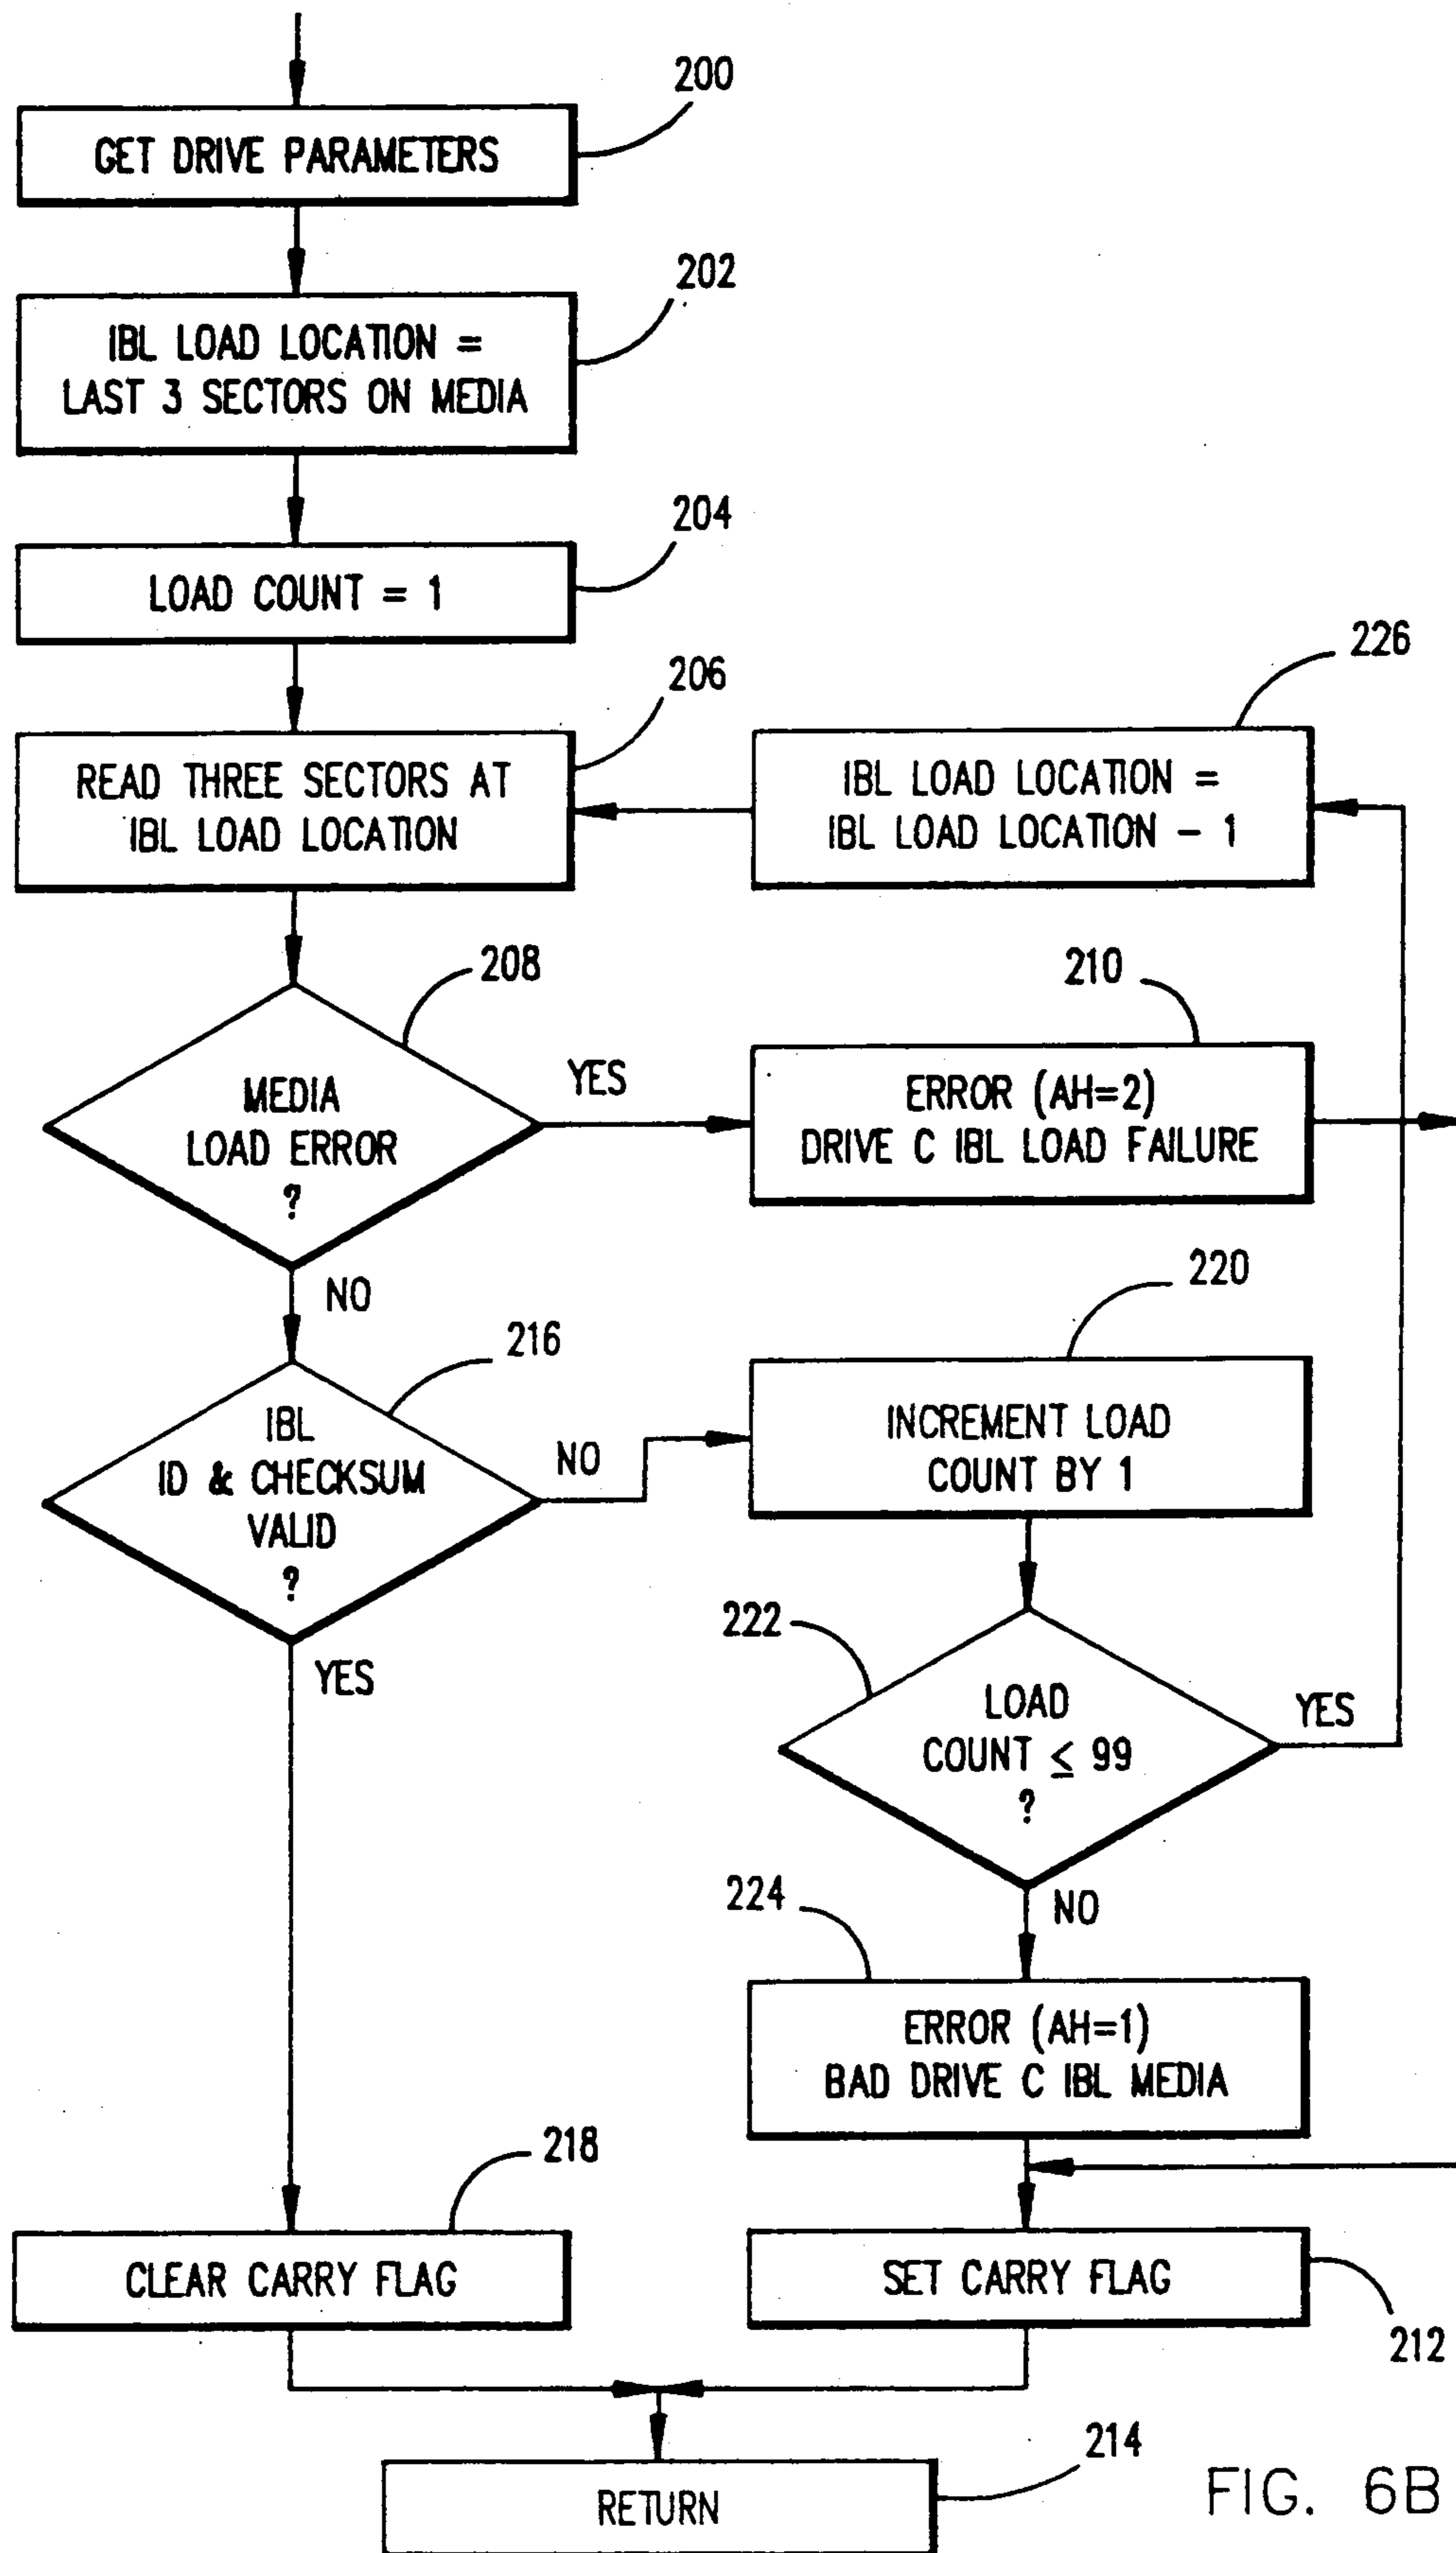 200
GET DRIVE PARAMETERS
202
IBL LOAD LOCATION =
LAST 3 SECTORS ON MEDIA
204
LOAD COUNT = 1
206
READ THREE SECTORS AT
IBL LOAD LOCATION
226
IBL LOAD LOCATION =
IBL LOAD LOCATION - 1
208
MEDIA
LOAD ERROR
?
YES
NO
210
ERROR (AH=2)
DRIVE C IBL LOAD FAILURE
216
IBL
ID & CHECKSUM
VALID
?
NO
YES
220
INCREMENT LOAD
COUNT BY 1
222
LOAD
COUNT ≤ 99
?
YES
NO
224
ERROR (AH=1)
BAD DRIVE C IBL MEDIA
218
CLEAR CARRY FLAG
SET CARRY FLAG
212
214
RETURN
FIG. 6B